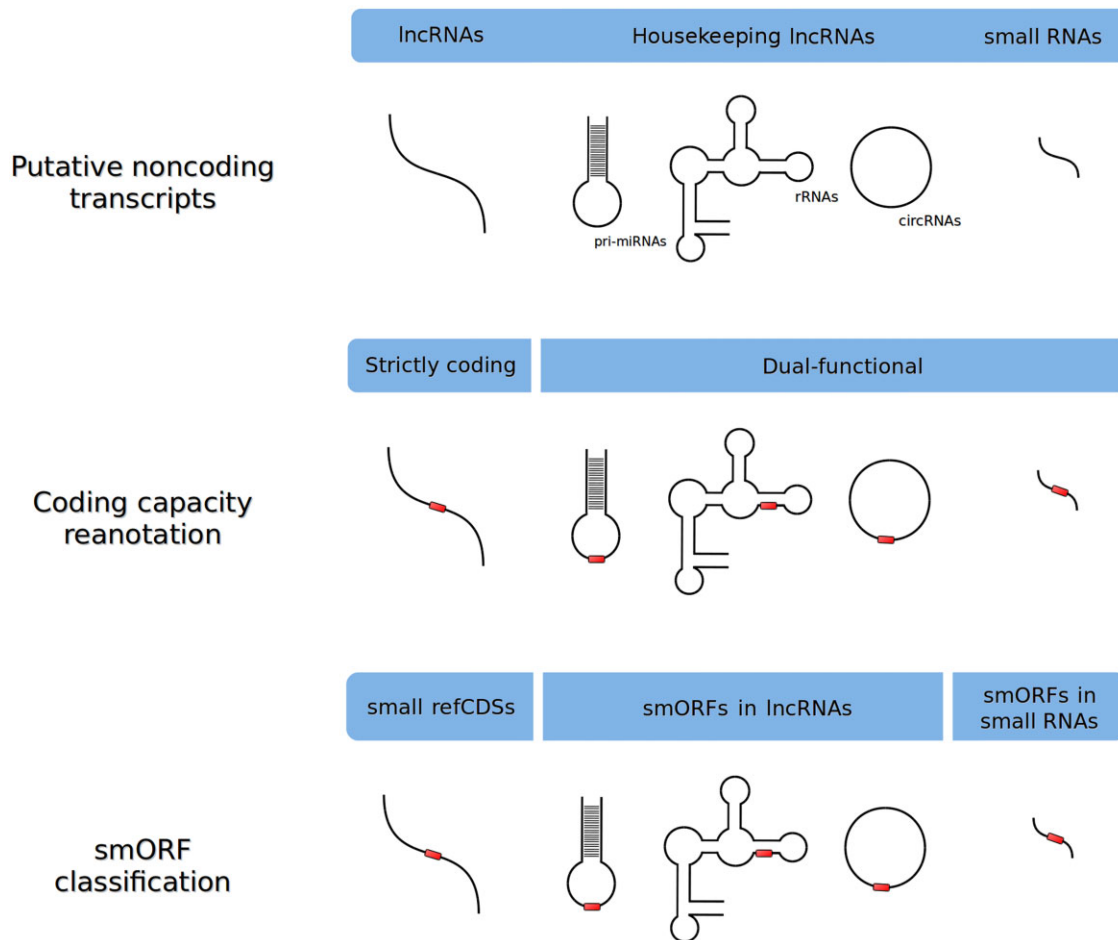 lncRNAs
Housekeeping lncRNAs
small RNAs
Putative noncoding
transcripts
pri-miRNAs
rRNAs
circRNAs
Strictly coding
Dual-functional
Coding capacity
reanotation
small refCDSs
smORFs in lncRNAs
smORFs in
small RNAs
smORF
classification